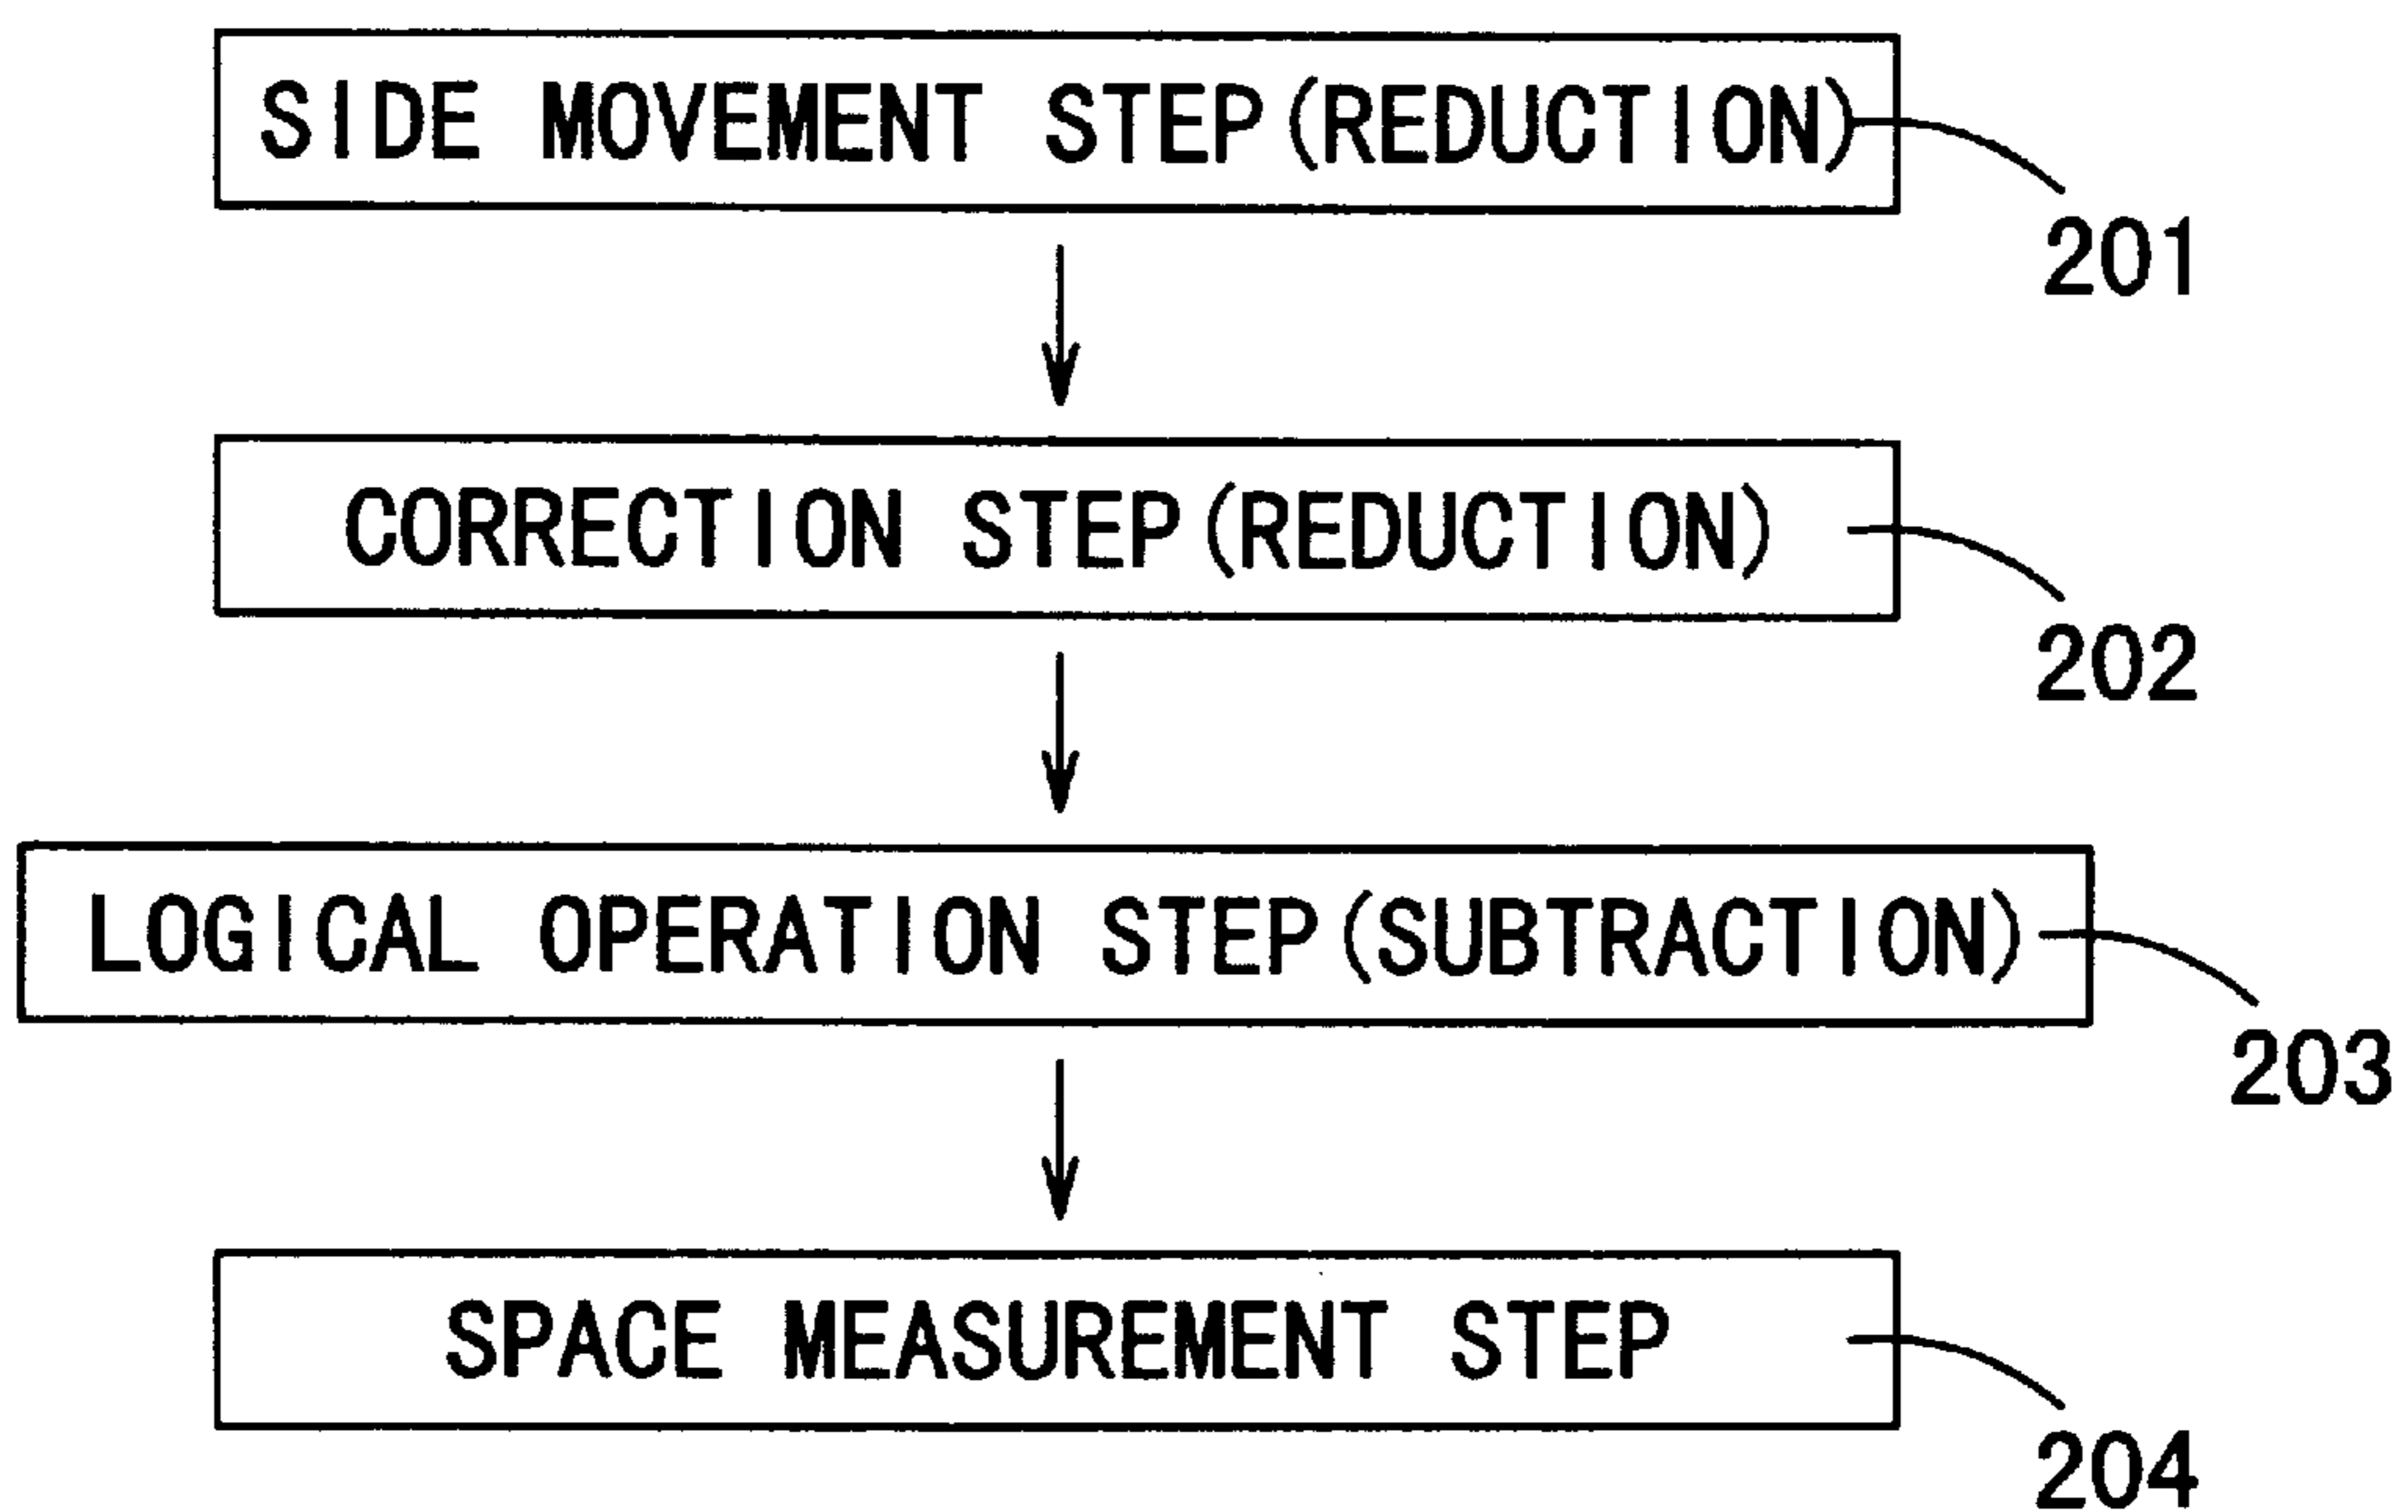 SIDE MOVEMENT STEP(REDUCTION)
201
CORRECTION STEP(REDUCTION)
202
LOGICAL OPERATION STEP(SUBTRACTION)
203
SPACE MEASUREMENT STEP
204